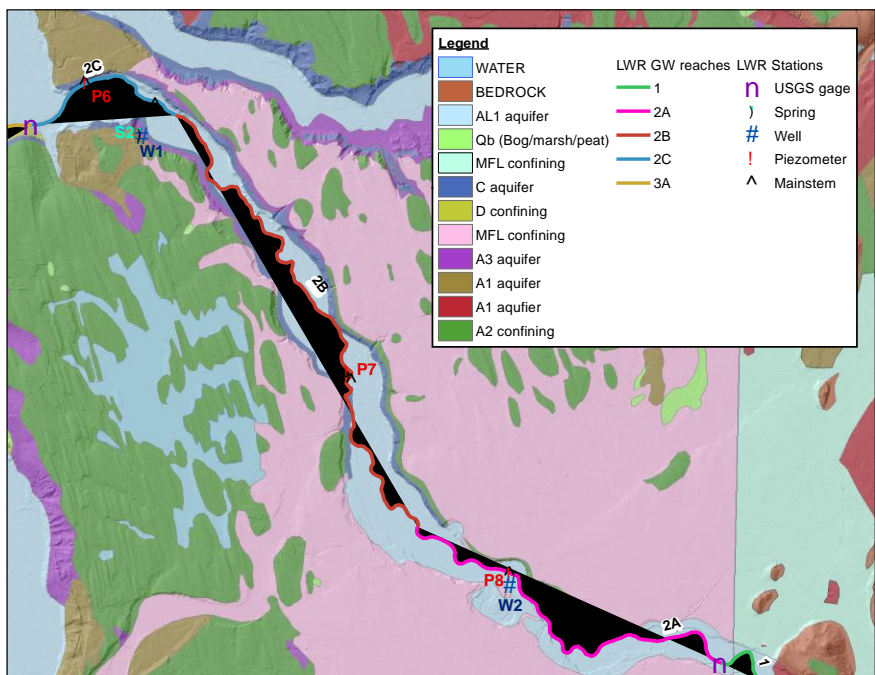 Legend
WATER
BEDROCK
AL1 aquifer
Qb (Bog/marsh/peat)
MFL confining
C aquifer
D confining
MFL confining
A3 aquifer
A1 aquifer
A1 aqufier
A2 confining
LWR GW reaches
1
2A
2B
2C
3A
LWR Stations
n USGS gage
) Spring
# Well
! Piezometer
^ Mainstem
2C
P6
n
S2
#
W1
2B
P7
P8
#
W2
2A
n
1